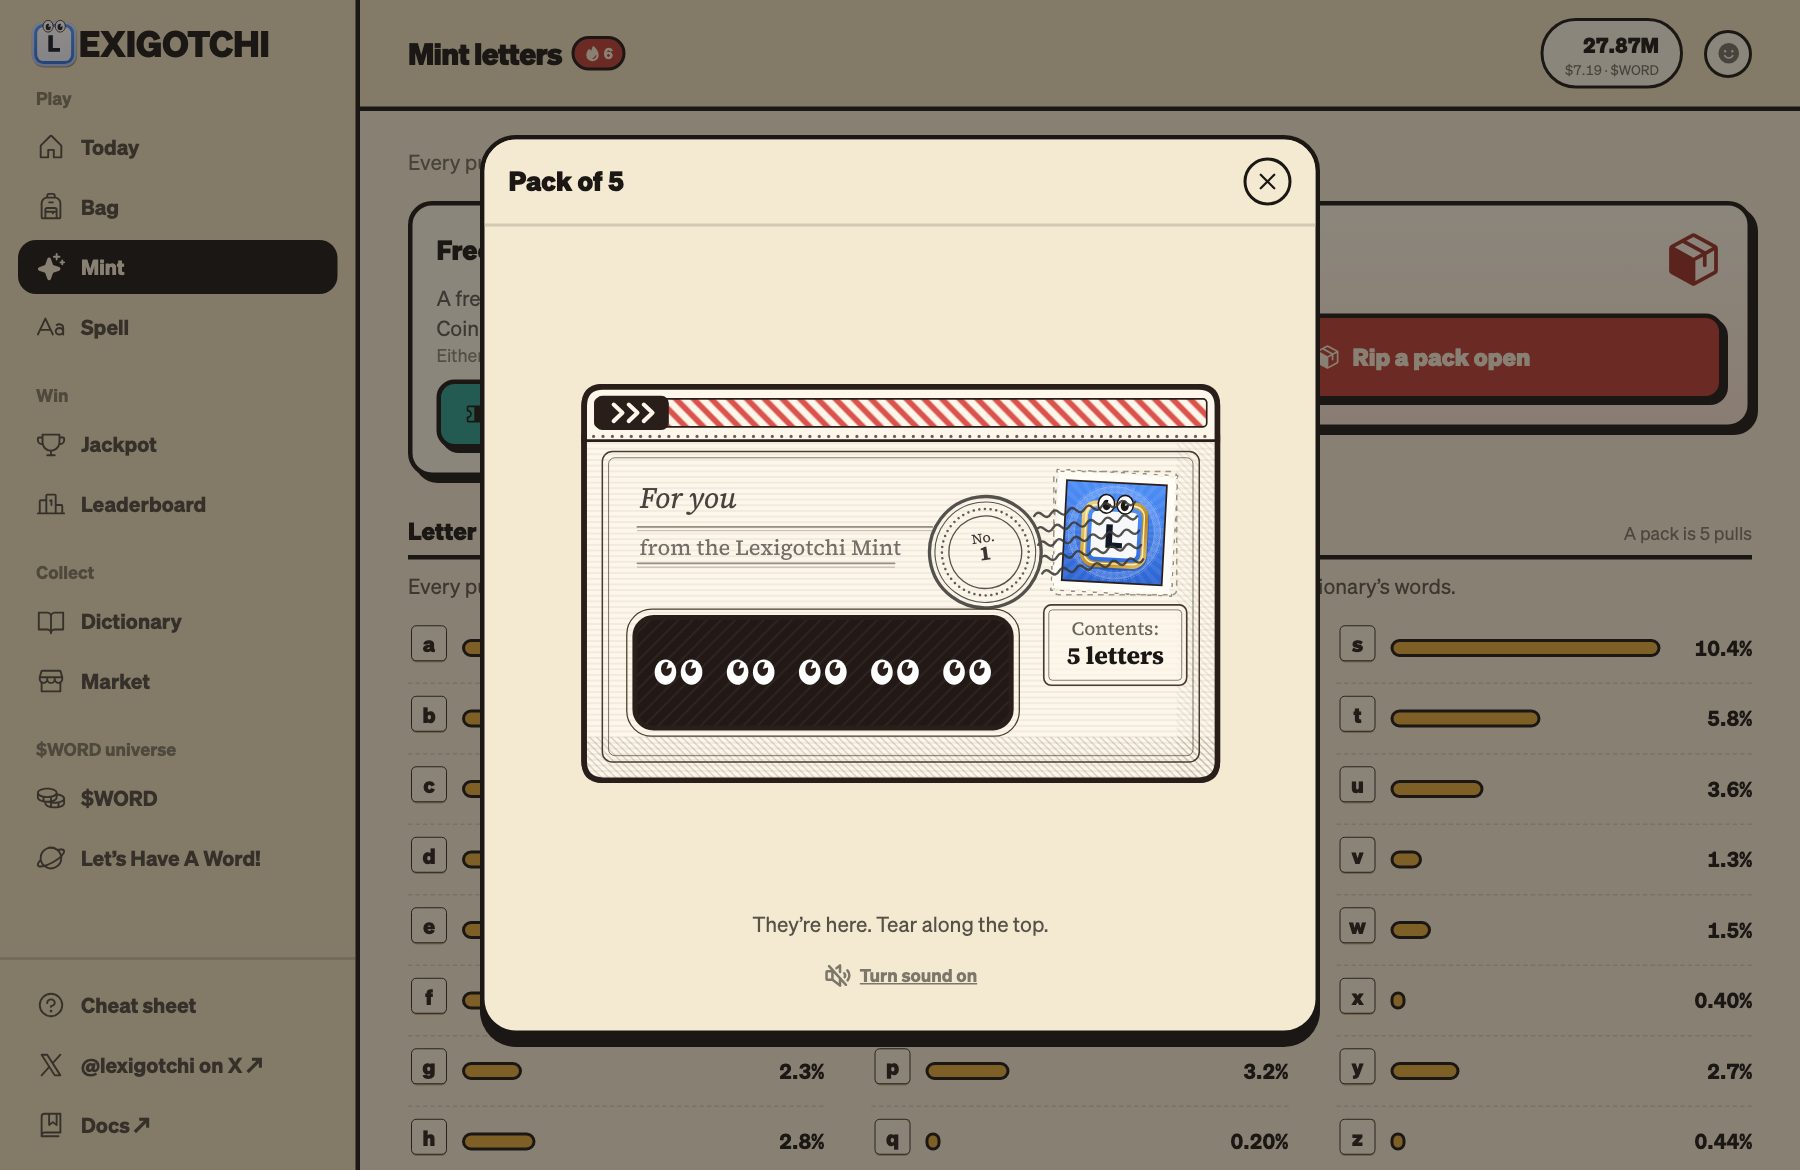 LEXIGOTCHI
Play
Today
Bag
Mint
Spell
Win
Jackpot
Leaderboard
Collect
Dictionary
Market
$WORD universe
$WORD
Let's Have A Word!
Cheat sheet
@lexigotchi on X
Docs
Mint letters 6
27.87M
$7.19 · $WORD
Every
Free
A fre
Coin
Either
Rip a pack open
Letter
A pack is 5 pulls
Every
ionary's words.
a
b
c
d
e
f
g 2.3%
h 2.8%
p 3.2%
q 0.20%
s 10.4%
t 5.8%
u 3.6%
v 1.3%
w 1.5%
x 0.40%
y 2.7%
z 0.44%
Pack of 5
For you
from the Lexigotchi Mint
No.
1
L
Contents:
5 letters
They're here. Tear along the top.
Turn sound on